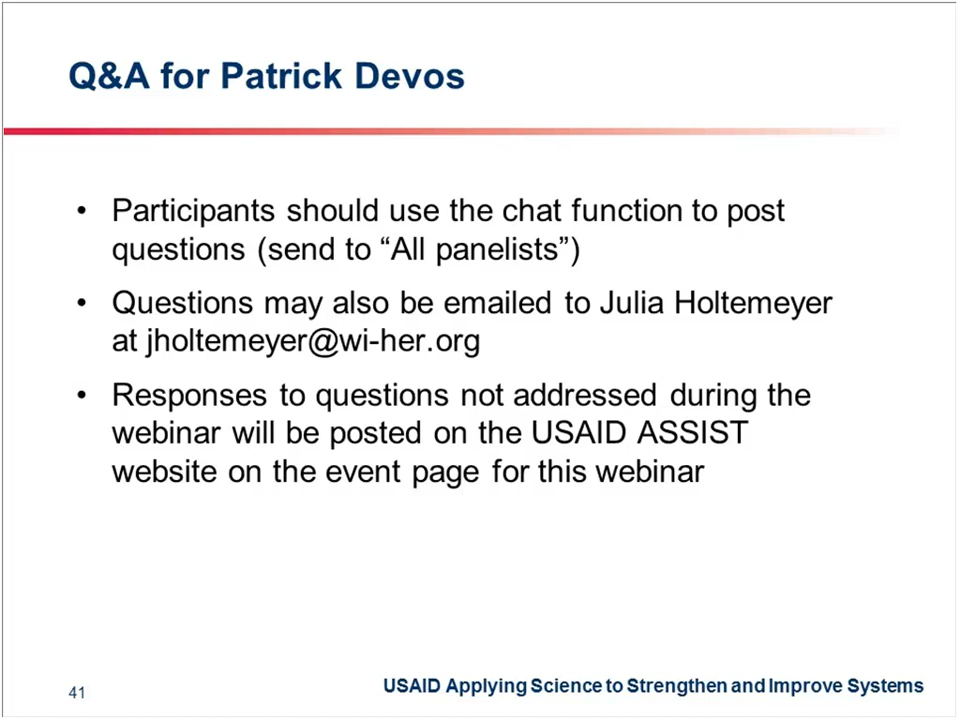 Q&A for Patrick Devos
• Participants should use the chat function to post
questions (send to “All panelists”)
• Questions may also be emailed to Julia Holtemeyer
at jholtemeyer@wi-her.org
• Responses to questions not addressed during the
webinar will be posted on the USAID ASSIST
website on the event page for this webinar
41
USAID Applying Science to Strengthen and Improve Systems